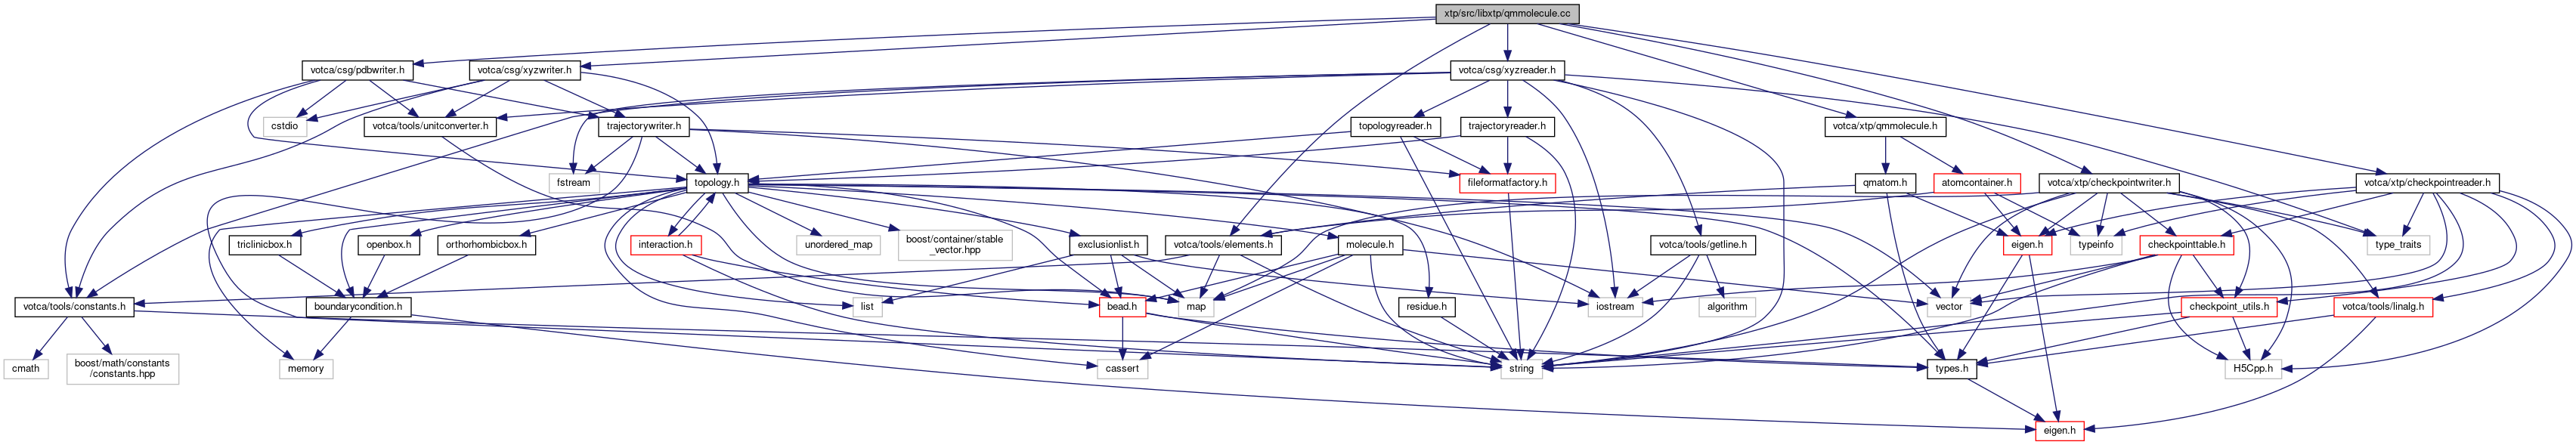 xtp/src/libxtp/qmmolecule.cc
votca/csg/pdbwriter.h
votca/csg/xyzwriter.h
votca/csg/xyzreader.h
cstdio
votca/tools/unitconverter.h
trajectorywriter.h
topologyreader.h
trajectoryreader.h
votca/xtp/qmmolecule.h
fstream
topology.h
fileformatfactory.h
qmatom.h
atomcontainer.h
votca/xtp/checkpointwriter.h
votca/xtp/checkpointreader.h
triclinicbox.h
openbox.h
orthorhombicbox.h
interaction.h
unordered_map
boost/container/stable
_vector.hpp
exclusionlist.h
votca/tools/elements.h
molecule.h
votca/tools/getline.h
eigen.h
typeinfo
checkpointtable.h
type_traits
votca/tools/constants.h
boundarycondition.h
list
bead.h
map
residue.h
iostream
algorithm
vector
checkpoint_utils.h
votca/tools/linalg.h
cmath
boost/math/constants
/constants.hpp
memory
cassert
string
types.h
H5Cpp.h
eigen.h